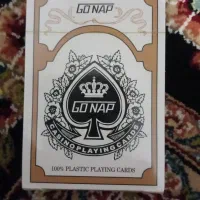 GO NAP
GO NAP
CASINO PLAYING CARDS
100% PLASTIC PLAYING CARDS